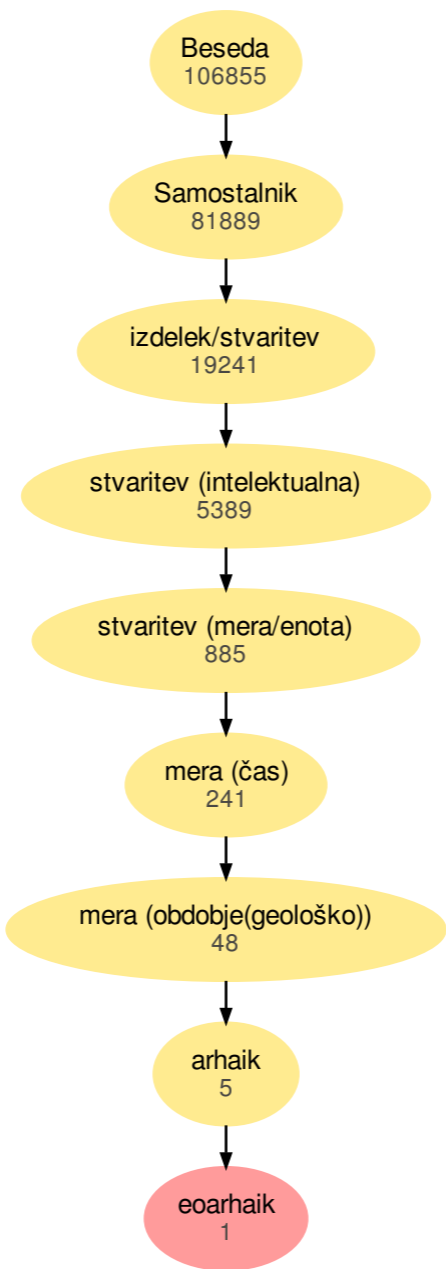 Beseda
106855
Samostalnik
81889
izdelek/stvaritev
19241
stvaritev (intelektualna)
5389
stvaritev (mera/enota)
885
mera (čas)
241
mera (obdobje(geološko))
48
arhaik
5
eoarhaik
1